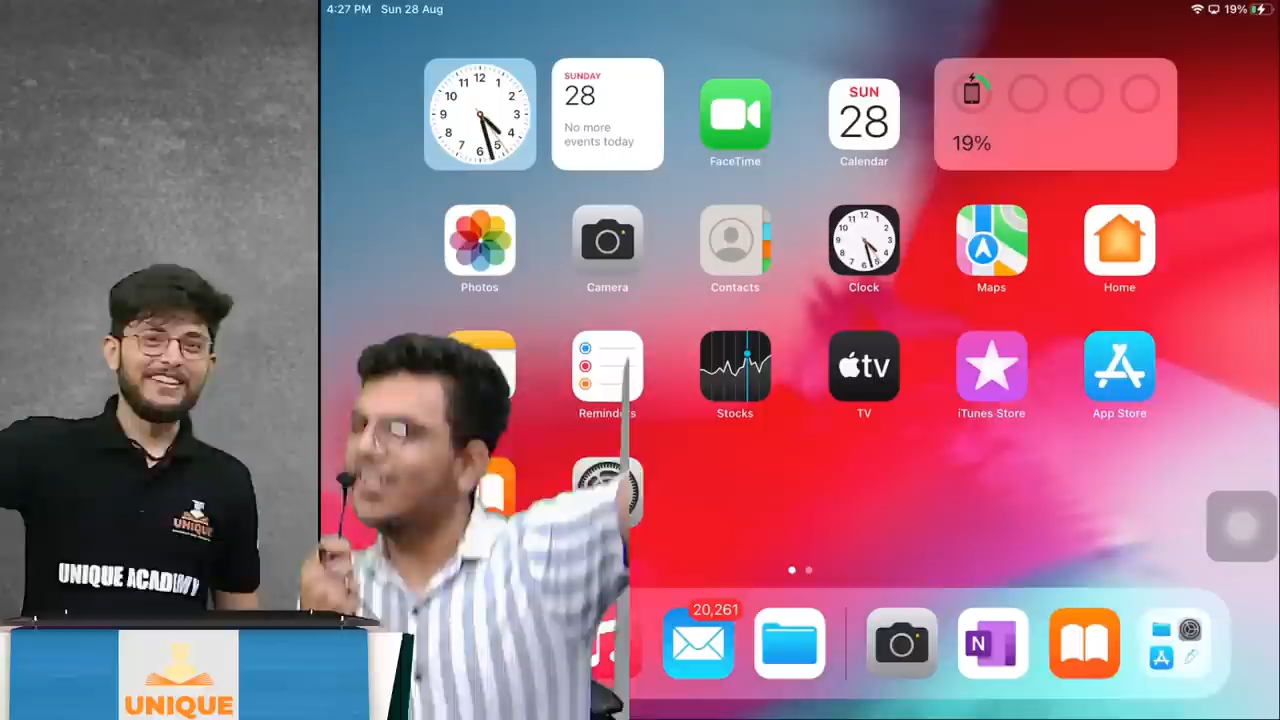 4:27 PM Sun 28 Aug
19%
SUNDAY
28
No more
events today
FaceTime
SUN
28
Calendar
19%
Photos
Camera
Contacts
Clock
Maps
Home
Reminders
Stocks
tv
TV
iTunes Store
App Store
20,261
N
UNIQUE
UNIQUE ACADEMY
UNIQUE